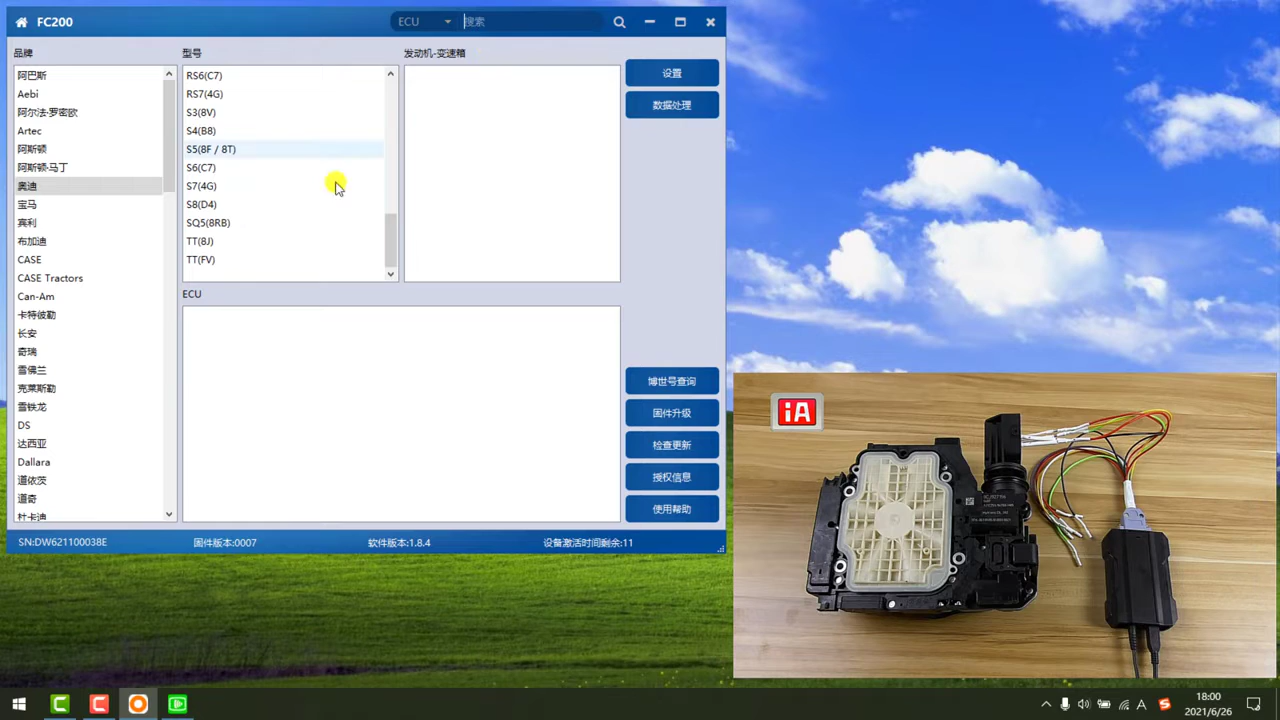 FC200
ECU
搜索
品牌
型号
发动机-变速箱
阿巴斯
Aebi
阿尔法·罗密欧
Artec
阿斯顿
阿斯顿·马丁
奥迪
宝马
宾利
布加迪
CASE
CASE Tractors
Can-Am
卡特彼勒
长安
奇瑞
雪佛兰
克莱斯勒
雪铁龙
DS
达西亚
Dallara
道依茨
道奇
杜卡迪
RS6(C7)
RS7(4G)
S3(8V)
S4(B8)
S5(8F / 8T)
S6(C7)
S7(4G)
S8(D4)
SQ5(8RB)
TT(8J)
TT(FV)
设置
数据处理
ECU
博世号查询
固件升级
检查更新
授权信息
使用帮助
SN:DW621100038E
固件版本:0007
软件版本:1.8.4
设备激活时间剩余:11
iA
18:00
2021/6/26